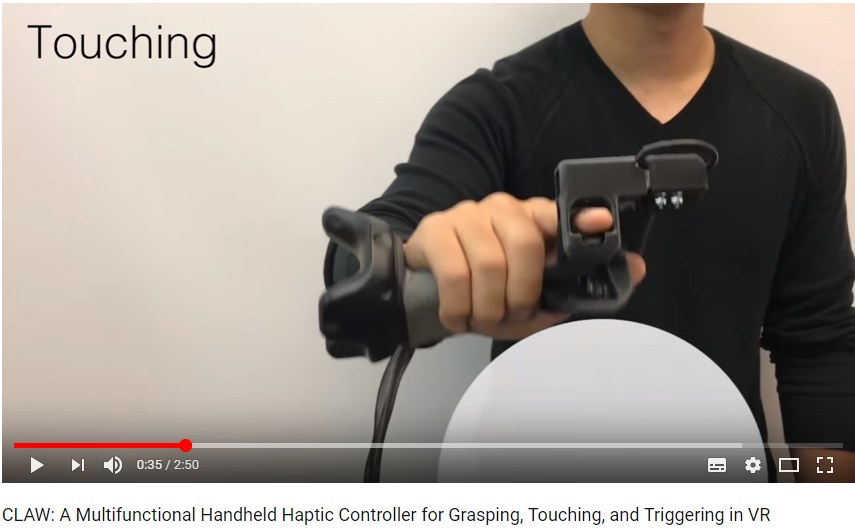 Touching
0:35 / 2:50
CLAW: A Multifunctional Handheld Haptic Controller for Grasping, Touching, and Triggering in VR